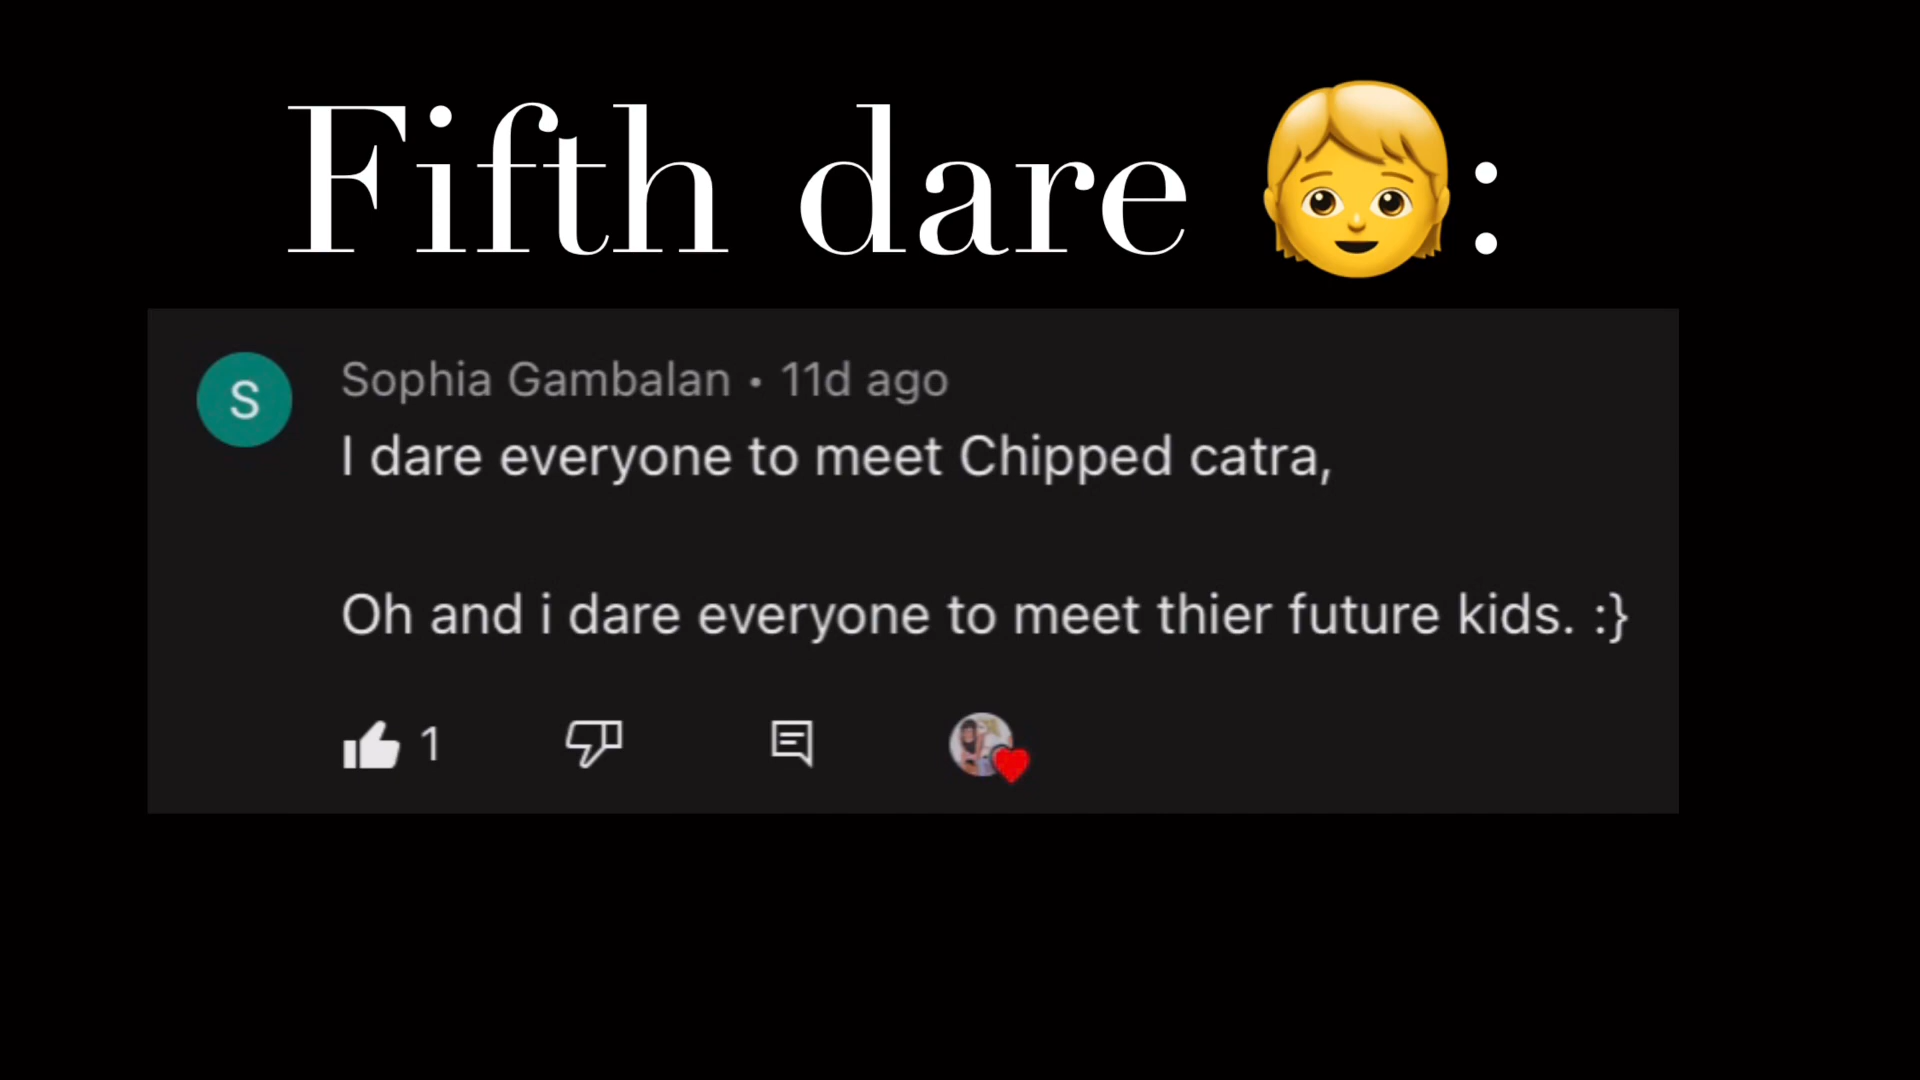 Fifth dare 🧒:
S
Sophia Gambalan • 11d ago
I dare everyone to meet Chipped catra,
Oh and i dare everyone to meet thier future kids. :}
1